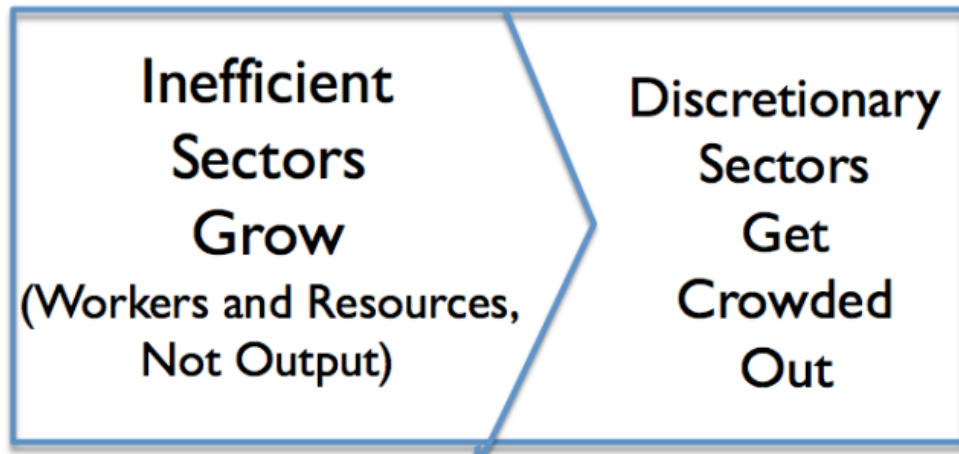 Inefficient
Sectors
Grow
(Workers and Resources,
Not Output)
Discretionary
Sectors
Get
Crowded
Out